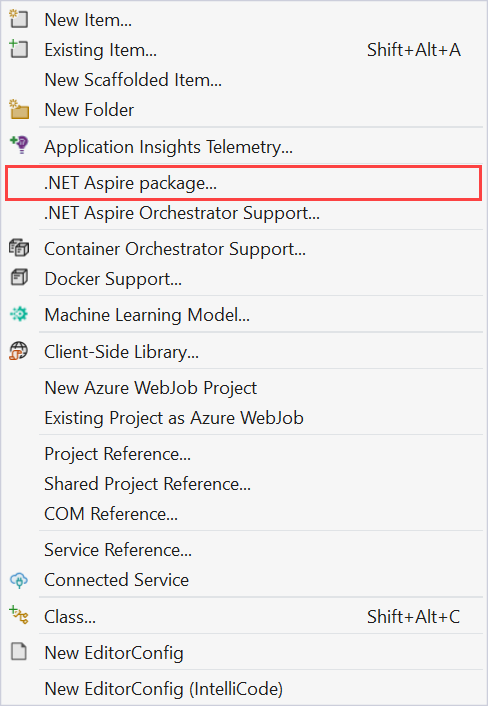 New Item...
Existing Item... Shift+Alt+A
New Scaffolded Item...
New Folder
Application Insights Telemetry...
.NET Aspire package...
.NET Aspire Orchestrator Support...
Container Orchestrator Support...
Docker Support...
Machine Learning Model...
Client-Side Library...
New Azure WebJob Project
Existing Project as Azure WebJob
Project Reference...
Shared Project Reference...
COM Reference...
Service Reference...
Connected Service
Class... Shift+Alt+C
New EditorConfig
New EditorConfig (IntelliCode)